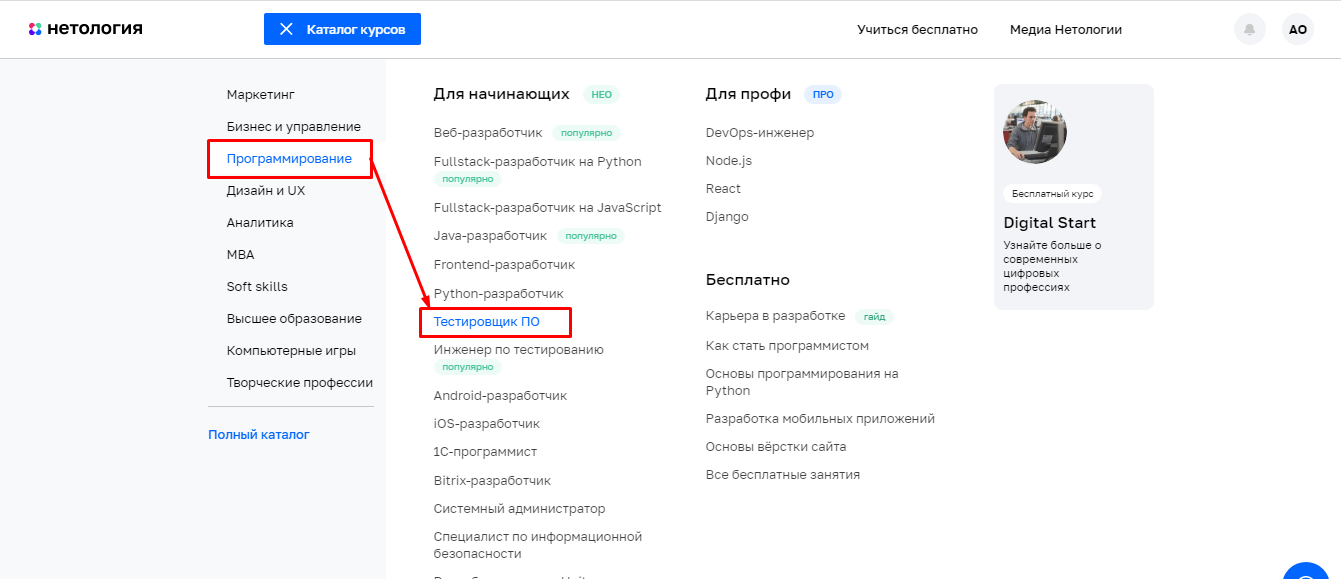 нетология
Каталог курсов
Учиться бесплатно
Медиа Нетологии
АО
Маркетинг
Бизнес и управление
Программирование
Дизайн и UX
Аналитика
MBA
Soft skills
Высшее образование
Компьютерные игры
Творческие профессии
Полный каталог
Для начинающих НЕО
Веб-разработчик популярно
Fullstack-разработчик на Python
популярно
Fullstack-разработчик на JavaScript
Java-разработчик популярно
Frontend-разработчик
Python-разработчик
Тестировщик ПО
Инженер по тестированию
популярно
Android-разработчик
iOS-разработчик
1С-программист
Bitrix-разработчик
Системный администратор
Специалист по информационной
безопасности
Для профи ПРО
DevOps-инженер
Node.js
React
Django
Бесплатно
Карьера в разработке гайд
Как стать программистом
Основы программирования на
Python
Разработка мобильных приложений
Основы вёрстки сайта
Все бесплатные занятия
Бесплатный курс
Digital Start
Узнайте больше о
современных
цифровых
профессиях